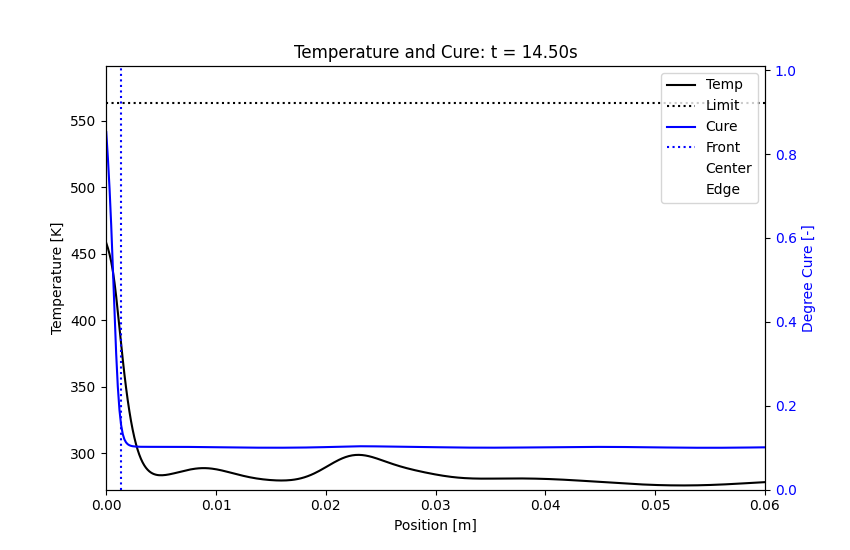 Temperature and Cure: t = 14.50s
Temp
Limit
Cure
Front
Center
Edge
550
500
450
400
350
300
Temperature [K]
1.0
0.8
0.6
0.4
0.2
0.0
Degree Cure [-]
0.00 0.01 0.02 0.03 0.04 0.05 0.06
Position [m]